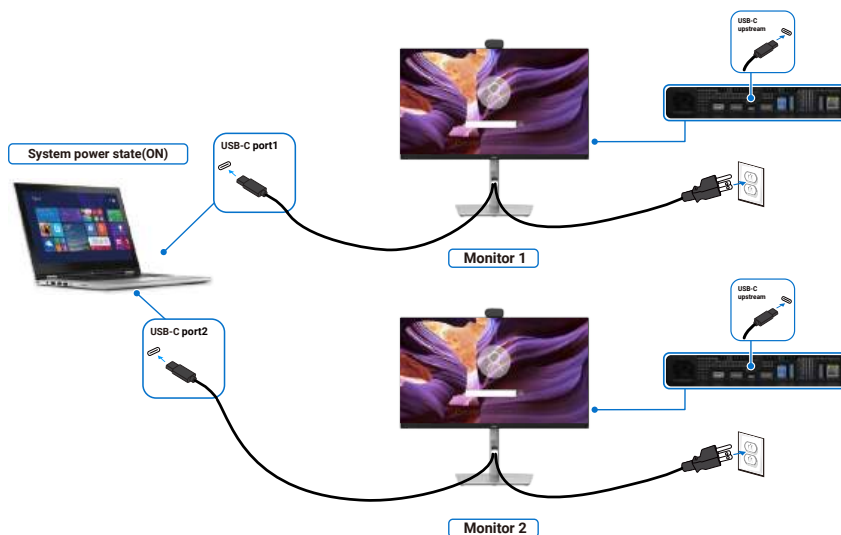 USB-C
upstream
USB-C port1
System power state(ON)
Monitor 1
USB-C
upstream
USB-C port2
Monitor 2